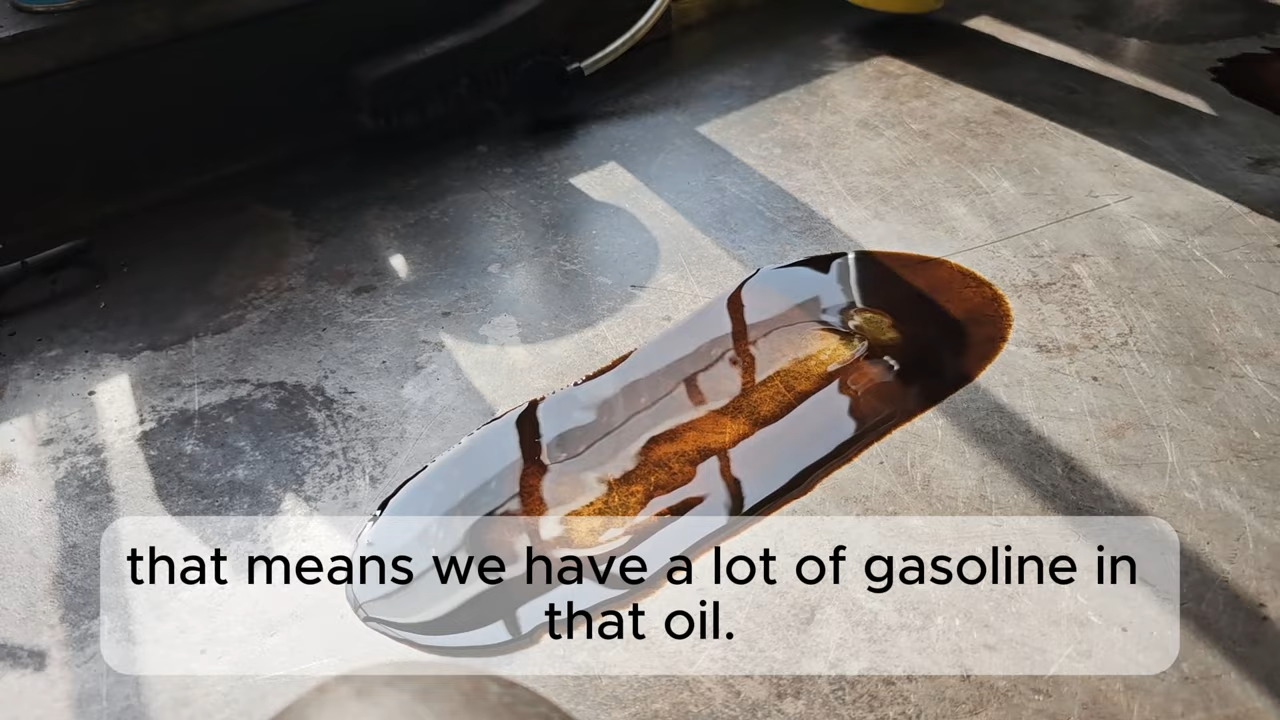 that means we have a lot of gasoline in
that oil.